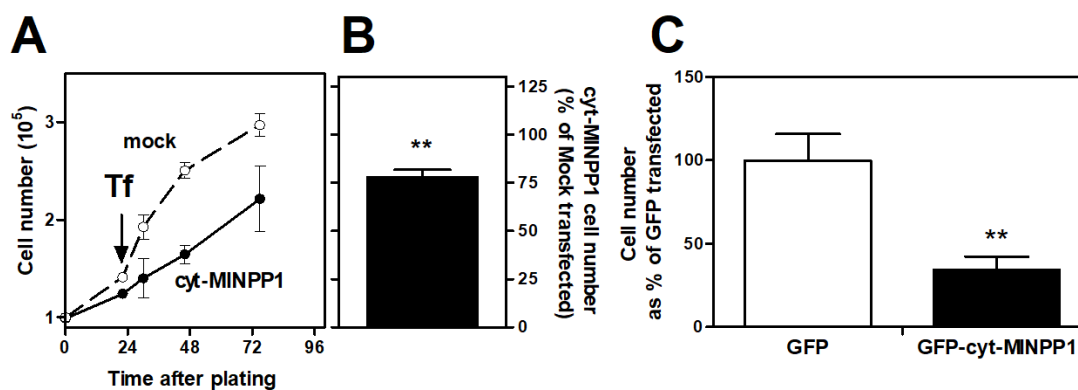 A
B
C
Cell number (10⁵)
3
2
1
mock
Tf
cyt-MINPP1
0
24
48
72
96
Time after plating
**
125
100
75
50
25
0
cyt-MINPP1 cell number
(% of Mock transfected)
Cell number
as % of GFP transfected
150
100
50
0
**
GFP
GFP-cyt-MINPP1